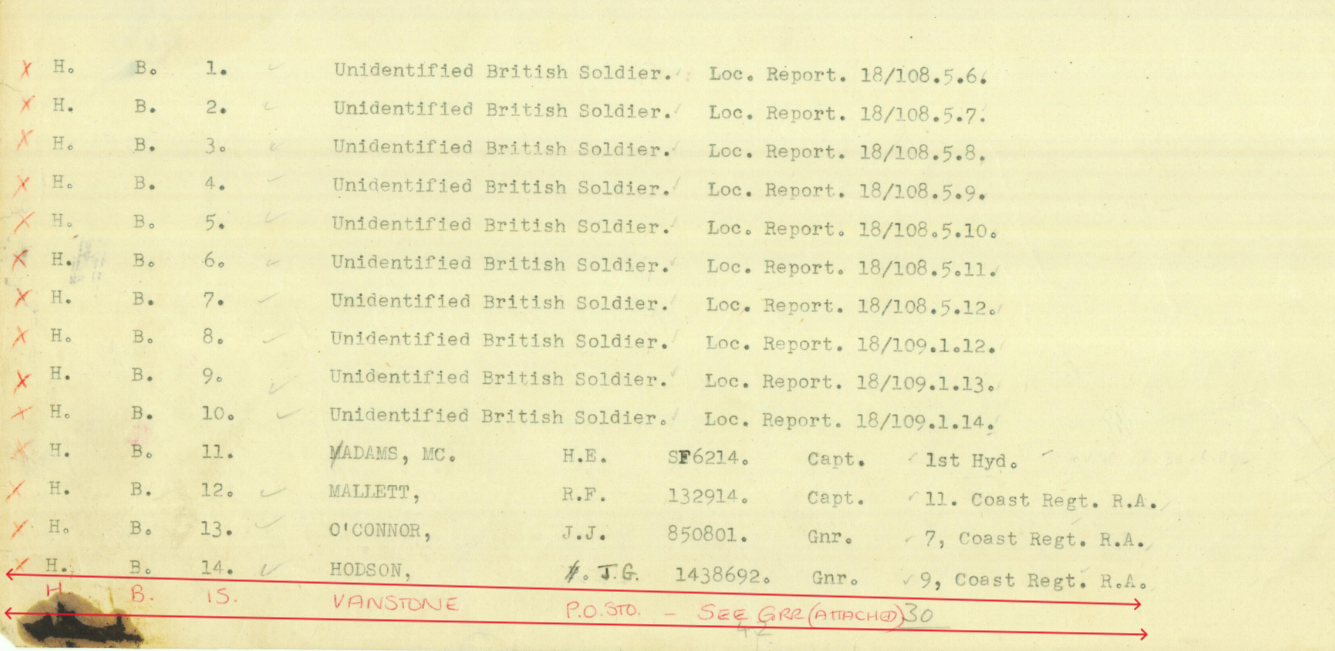 H. B. 1. Unidentified British Soldier. Loc. Report. 18/108.5.6.
H. B. 2. Unidentified British Soldier. Loc. Report. 18/108.5.7.
H. B. 3. Unidentified British Soldier. Loc. Report. 18/108.5.8.
H. B. 4. Unidentified British Soldier. Loc. Report. 18/108.5.9.
H. B. 5. Unidentified British Soldier. Loc. Report. 18/108.5.10.
H. B. 6. Unidentified British Soldier. Loc. Report. 18/108.5.11.
H. B. 7. Unidentified British Soldier. Loc. Report. 18/108.5.12.
H. B. 8. Unidentified British Soldier. Loc. Report. 18/109.1.12.
H. B. 9. Unidentified British Soldier. Loc. Report. 18/109.1.13.
H. B. 10. Unidentified British Soldier. Loc. Report. 18/109.1.14.
H. B. 11. ADAMS, MC. H.E. SF6214. Capt. 1st Hyd.
H. B. 12. MALLETT, R.F. 132914. Capt. 11. Coast Regt. R.A.
H. B. 13. O'CONNOR, J.J. 850801. Gnr. 7, Coast Regt. R.A.
H. B. 14. HODSON, J.G. 1438692. Gnr. 9, Coast Regt. R.A.
H B. 15. VANSTONE P.O.STO. - SEE GRR (ATTACHED) 30
42